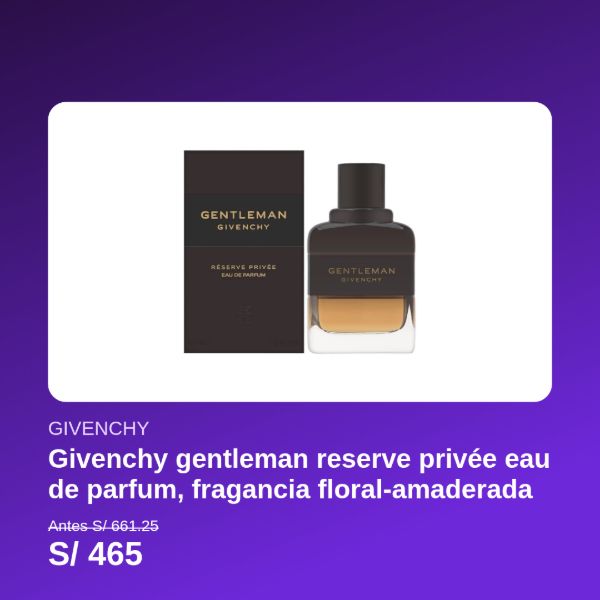 GENTLEMAN
GIVENCHY
RÉSERVE PRIVÉE
EAU DE PARFUM
GENTLEMAN
GIVENCHY
GIVENCHY
Givenchy gentleman reserve privée eau
de parfum, fragancia floral-amaderada
Antes S/ 661.25
S/ 465